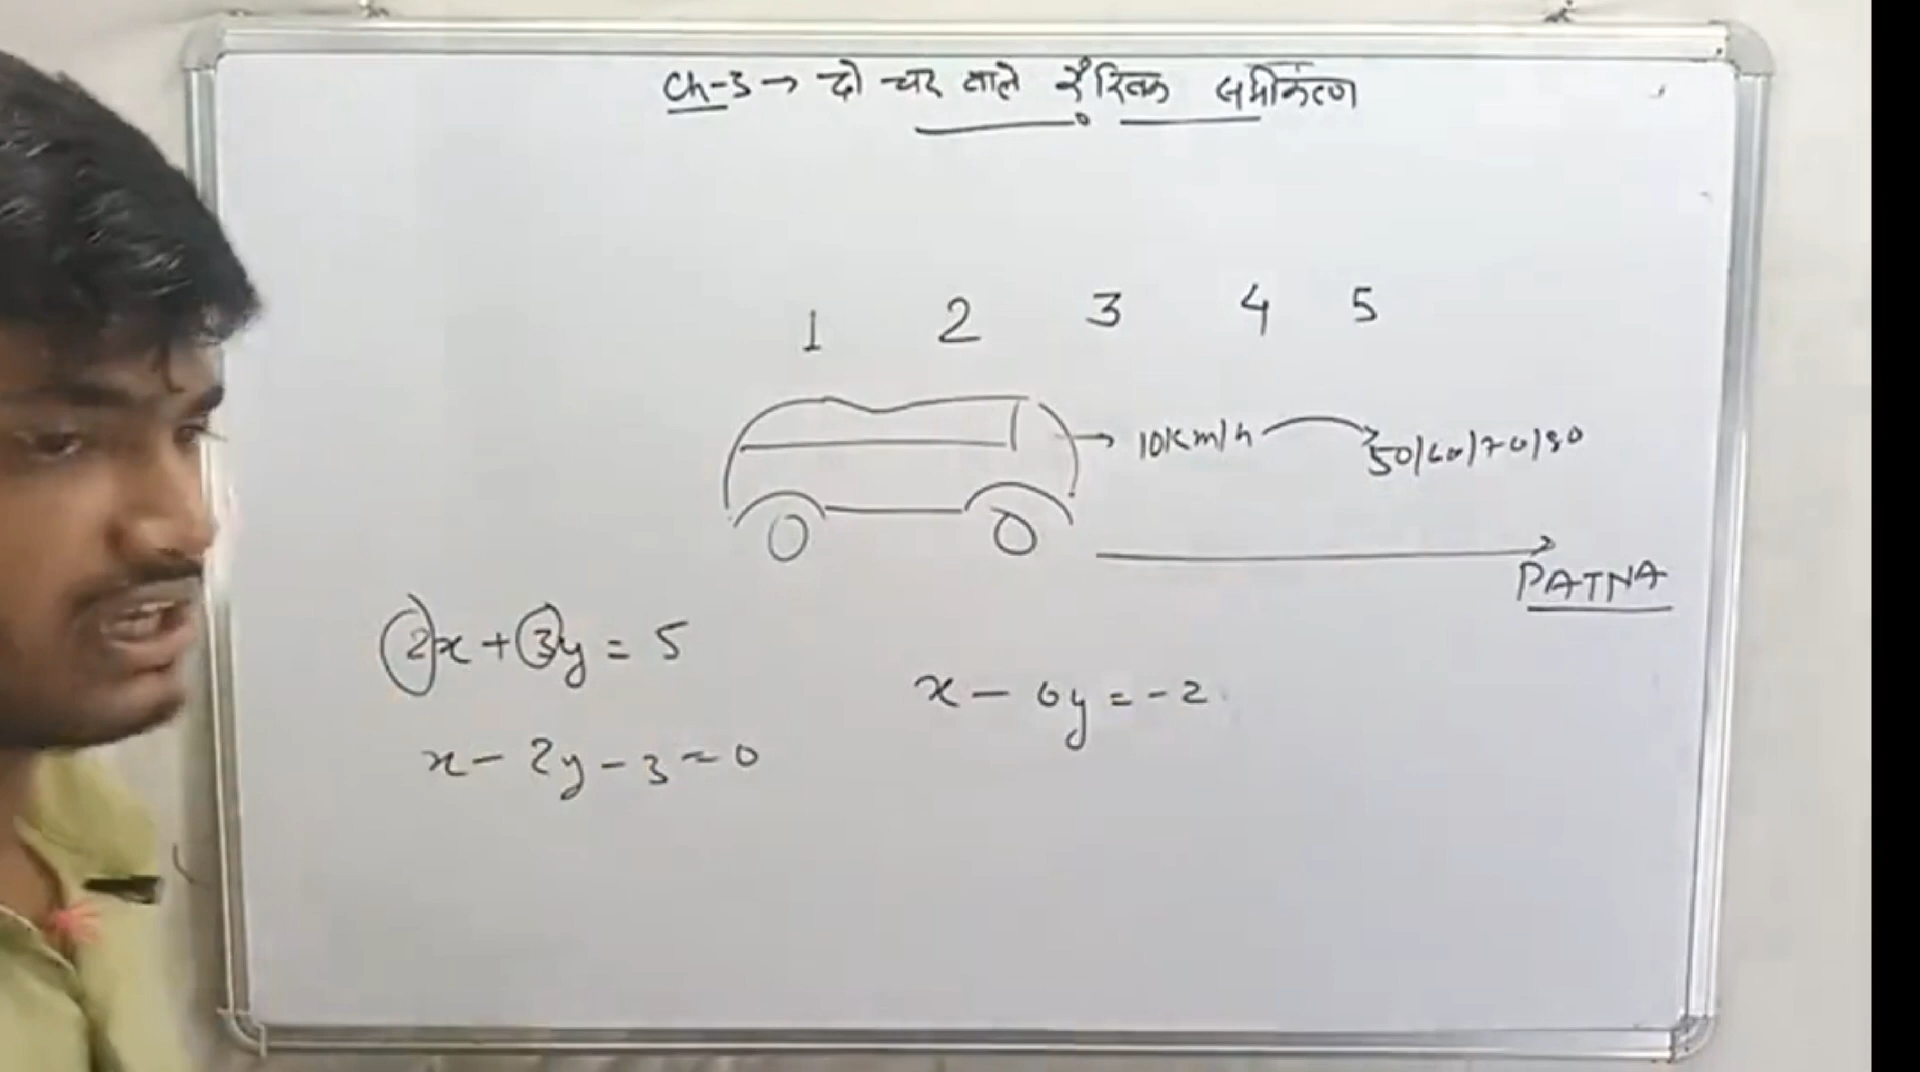 Ch-3 → दो चर वाले रैखिक समीकरण
1 2 3 4 5
→ 10Km/h 50/60/70/80
PATNA
2x + 3y = 5
x - 6y = -2
x - 2y - 3 = 0